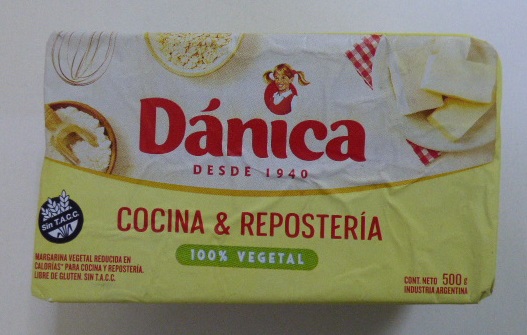 Dánica
DESDE 1940
COCINA & REPOSTERÍA
100% VEGETAL
Sin T.A.C.C.
MARGARINA VEGETAL REDUCIDA EN
CALORÍAS* PARA COCINA Y REPOSTERÍA.
LIBRE DE GLUTEN. SIN T.A.C.C.
CONT. NETO 500 g
INDUSTRIA ARGENTINA